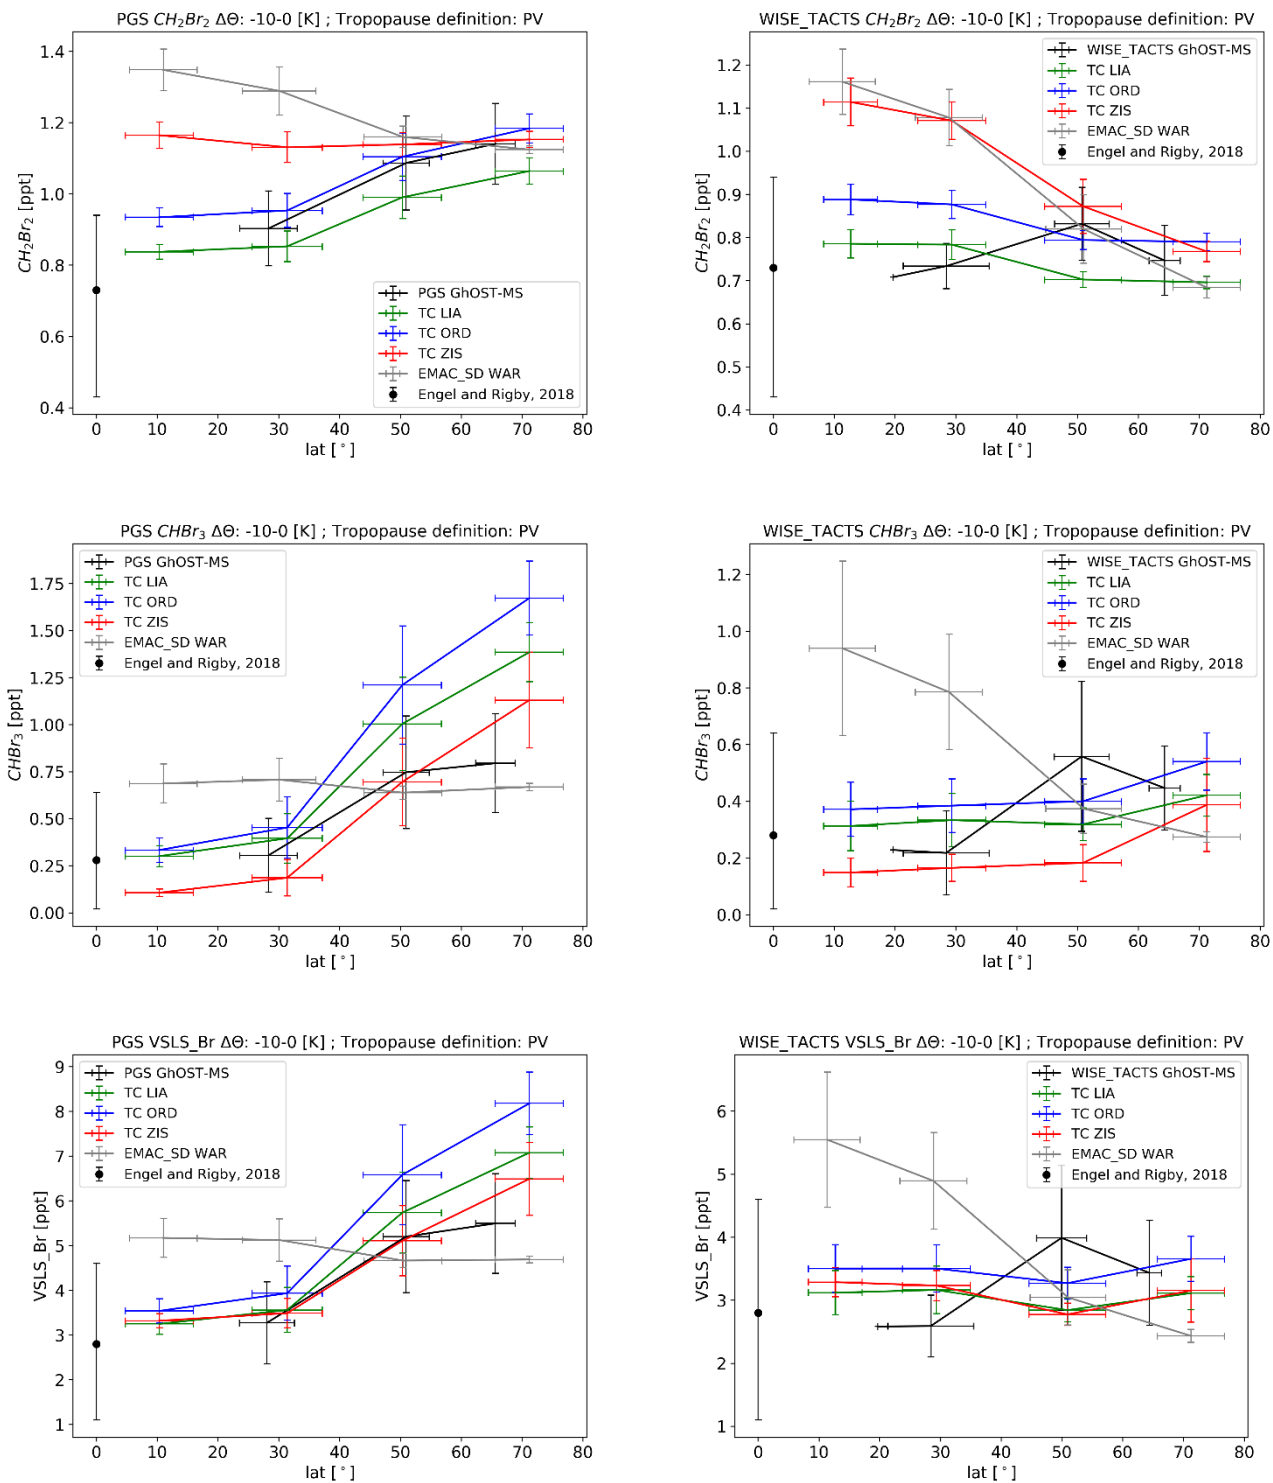 PGS CH₂Br₂ ΔΘ: -10-0 [K] ; Tropopause definition: PV
CH₂Br₂ [ppt]
1.4
1.2
1.0
0.8
0.6
0.4
PGS GhOST-MS
TC LIA
TC ORD
TC ZIS
EMAC_SD WAR
Engel and Rigby, 2018
0 10 20 30 40 50 60 70 80
lat [°]
WISE_TACTS CH₂Br₂ ΔΘ: -10-0 [K] ; Tropopause definition: PV
CH₂Br₂ [ppt]
1.2
1.1
1.0
0.9
0.8
0.7
0.6
0.5
0.4
WISE_TACTS GhOST-MS
TC LIA
TC ORD
TC ZIS
EMAC_SD WAR
Engel and Rigby, 2018
0 10 20 30 40 50 60 70 80
lat [°]
PGS CHBr₃ ΔΘ: -10-0 [K] ; Tropopause definition: PV
CHBr₃ [ppt]
1.75
1.50
1.25
1.00
0.75
0.50
0.25
0.00
PGS GhOST-MS
TC LIA
TC ORD
TC ZIS
EMAC_SD WAR
Engel and Rigby, 2018
0 10 20 30 40 50 60 70 80
lat [°]
WISE_TACTS CHBr₃ ΔΘ: -10-0 [K] ; Tropopause definition: PV
CHBr₃ [ppt]
1.2
1.0
0.8
0.6
0.4
0.2
0.0
WISE_TACTS GhOST-MS
TC LIA
TC ORD
TC ZIS
EMAC_SD WAR
Engel and Rigby, 2018
0 10 20 30 40 50 60 70 80
lat [°]
PGS VSLS_Br ΔΘ: -10-0 [K] ; Tropopause definition: PV
VSLS_Br [ppt]
9
8
7
6
5
4
3
2
1
PGS GhOST-MS
TC LIA
TC ORD
TC ZIS
EMAC_SD WAR
Engel and Rigby, 2018
0 10 20 30 40 50 60 70 80
lat [°]
WISE_TACTS VSLS_Br ΔΘ: -10-0 [K] ; Tropopause definition: PV
VSLS_Br [ppt]
6
5
4
3
2
1
WISE_TACTS GhOST-MS
TC LIA
TC ORD
TC ZIS
EMAC_SD WAR
Engel and Rigby, 2018
0 10 20 30 40 50 60 70 80
lat [°]